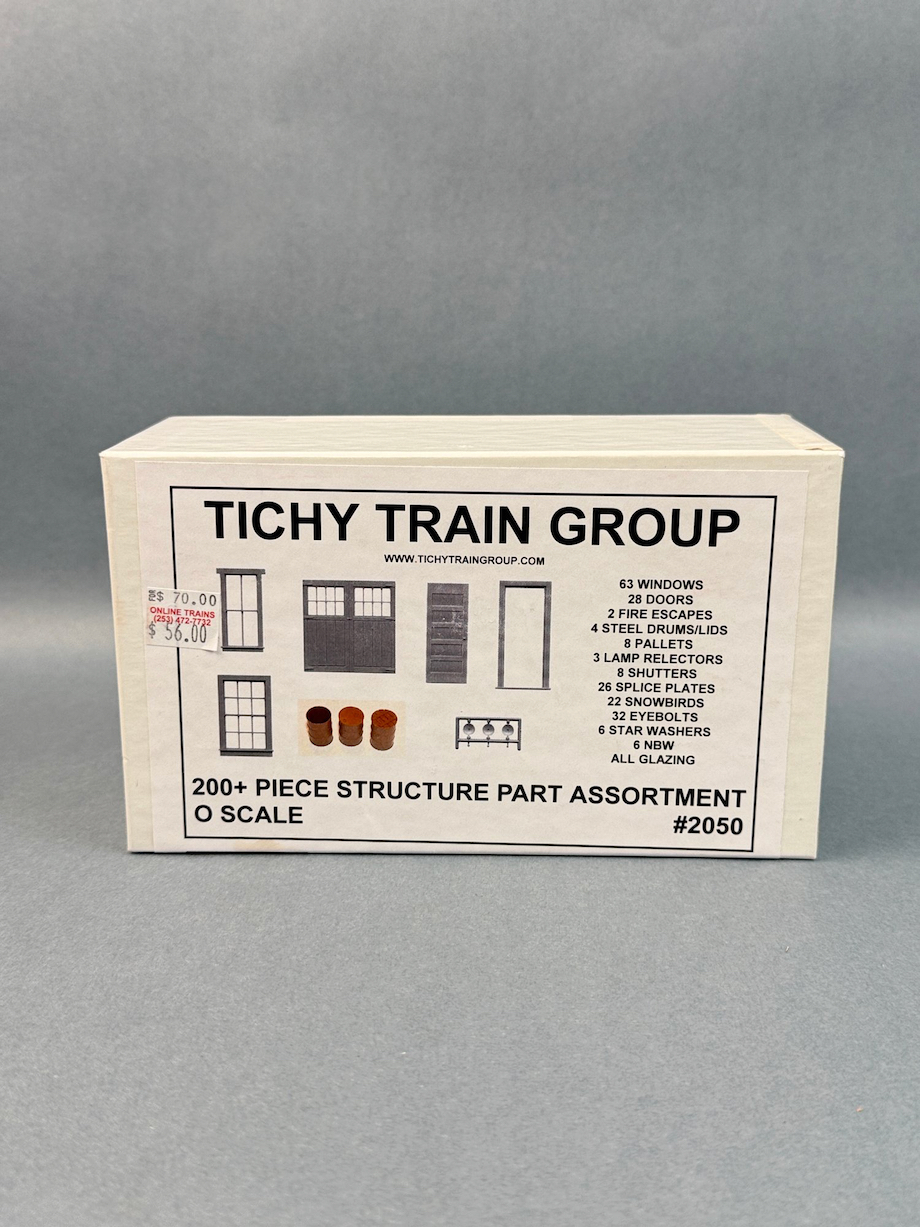 TICHY TRAIN GROUP
WWW.TICHYTRAINGROUP.COM
$ 70.00
ONLINE TRAINS
(253) 472-7732
$ 56.00
63 WINDOWS
28 DOORS
2 FIRE ESCAPES
4 STEEL DRUMS/LIDS
8 PALLETS
3 LAMP RELECTORS
8 SHUTTERS
26 SPLICE PLATES
22 SNOWBIRDS
32 EYEBOLTS
6 STAR WASHERS
6 NBW
ALL GLAZING
200+ PIECE STRUCTURE PART ASSORTMENT
O SCALE
#2050